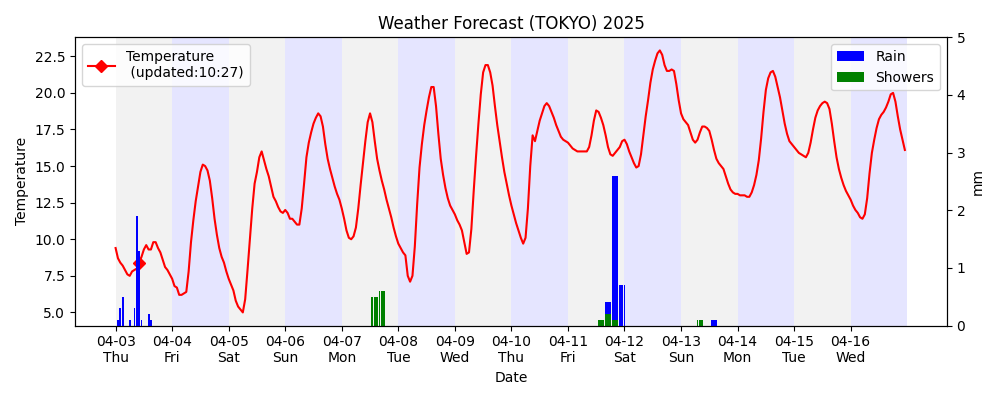 Weather Forecast (TOKYO) 2025
Temperature
(updated:10:27)
Rain
Showers
Temperature
22.5
20.0
17.5
15.0
12.5
10.0
7.5
5.0
5
4
3
2
1
0
mm
04-03 04-04 04-05 04-06 04-07 04-08 04-09 04-10 04-11 04-12 04-13 04-14 04-15 04-16
Thu Fri Sat Sun Mon Tue Wed Thu Fri Sat Sun Mon Tue Wed
Date